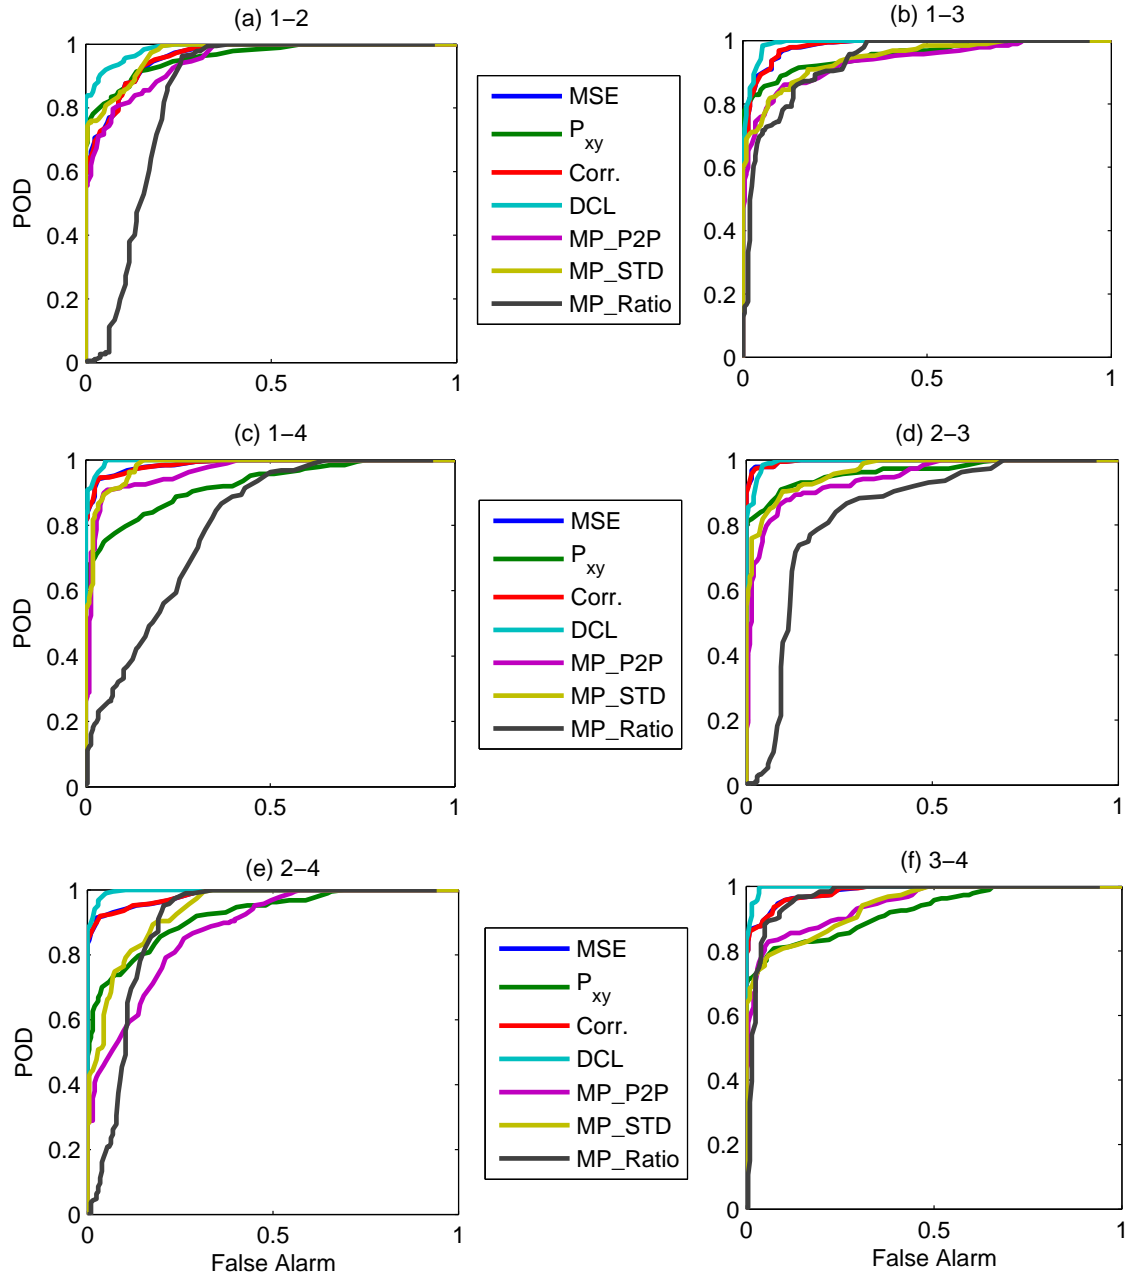 (a) 1−2
(b) 1−3
1
0.8
0.6
0.4
0.2
0
POD
0
0.5
1
MSE
Pxy
Corr.
DCL
MP_P2P
MP_STD
MP_Ratio
1
0.8
0.6
0.4
0.2
0
0
0.5
1
(c) 1−4
(d) 2−3
1
0.8
0.6
0.4
0.2
0
POD
0
0.5
1
MSE
Pxy
Corr.
DCL
MP_P2P
MP_STD
MP_Ratio
1
0.8
0.6
0.4
0.2
0
0
0.5
1
(e) 2−4
(f) 3−4
1
0.8
0.6
0.4
0.2
0
POD
0
0.5
1
False Alarm
MSE
Pxy
Corr.
DCL
MP_P2P
MP_STD
MP_Ratio
1
0.8
0.6
0.4
0.2
0
0
0.5
1
False Alarm